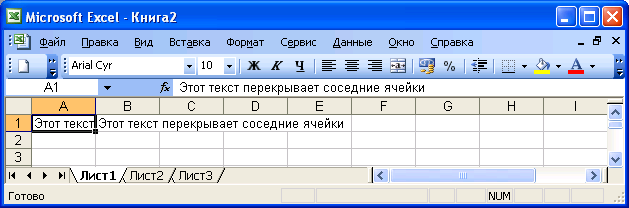 Microsoft Excel - Книга2
Файл Правка Вид Вставка Формат Сервис Данные Окно Справка
Arial Cyr 10 Ж К Ч %
A1 fx Этот текст перекрывает соседние ячейки
A B C D E F G H I
1 Этот текст Этот текст перекрывает соседние ячейки
2
3
Лист1 Лист2 Лист3
Готово NUM